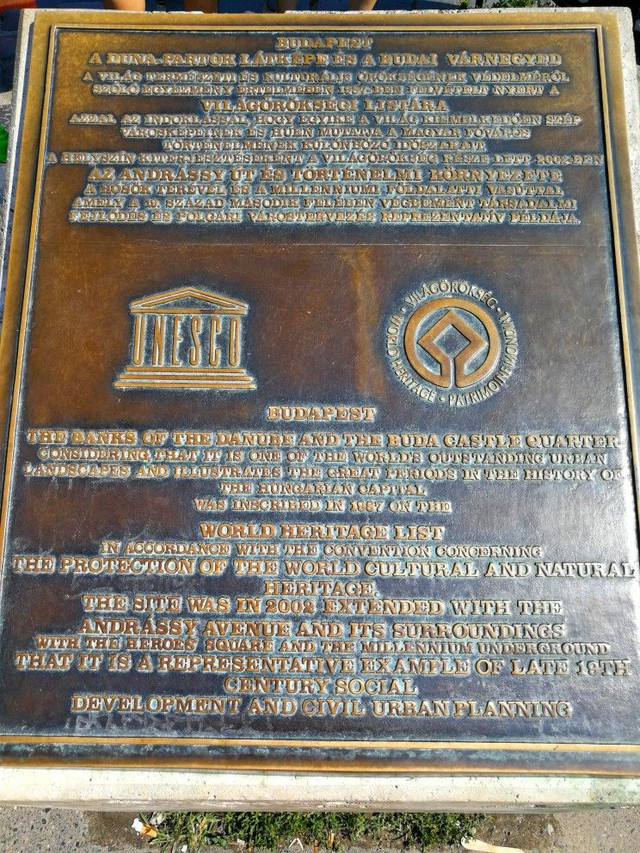 BUDAPEST
A DUNA-PARTOK LÁTKÉPE ÉS A BUDAI VÁRNEGYED
A VILÁG TERMÉSZETI ÉS KULTURÁLIS ÖRÖKSÉGÉNEK VÉDELMÉRŐL
SZÓLÓ EGYEZMÉNY ÉRTELMÉBEN 1987-BEN FELVÉTELT NYERT A
VILÁGÖRÖKSÉGI LISTÁRA
AZZAL AZ INDOKLÁSSAL, HOGY EGYIKE A VILÁG KIEMELKEDŐEN SZÉP
VÁROSKÉPEINEK ÉS HŰEN MUTATJA A MAGYAR FŐVÁROS
TÖRTÉNELMÉNEK KÜLÖNBÖZŐ IDŐSZAKAIT.
A HELYSZÍN KITERJESZTÉSEKÉNT A VILÁGÖRÖKSÉG RÉSZE LETT 2002-BEN
AZ ANDRÁSSY ÚT ÉS TÖRTÉNELMI KÖRNYEZETE
A HŐSÖK TERÉVEL ÉS A MILLENNIUMI FÖLDALATTI VASÚTTAL,
AMELY A 19. SZÁZAD MÁSODIK FELÉBEN VÉGBEMENT TÁRSADALMI
FEJLŐDÉS ÉS POLGÁRI VÁROSTERVEZÉS REPREZENTATÍV PÉLDÁJA.
UNESCO
VILÁGÖRÖKSÉG · WORLD HERITAGE · PATRIMOINE MONDIAL ·
BUDAPEST
THE BANKS OF THE DANUBE AND THE BUDA CASTLE QUARTER
CONSIDERING THAT IT IS ONE OF THE WORLD'S OUTSTANDING URBAN
LANDSCAPES AND ILLUSTRATES THE GREAT PERIODS IN THE HISTORY OF
THE HUNGARIAN CAPITAL
WAS INSCRIBED IN 1987 ON THE
WORLD HERITAGE LIST
IN ACCORDANCE WITH THE CONVENTION CONCERNING
THE PROTECTION OF THE WORLD CULTURAL AND NATURAL
HERITAGE.
THE SITE WAS IN 2002 EXTENDED WITH THE
ANDRÁSSY AVENUE AND ITS SURROUNDINGS
WITH THE HEROES' SQUARE AND THE MILLENNIUM UNDERGROUND
THAT IT IS A REPRESENTATIVE EXAMPLE OF LATE 19TH
CENTURY SOCIAL
DEVELOPMENT AND CIVIL URBAN PLANNING